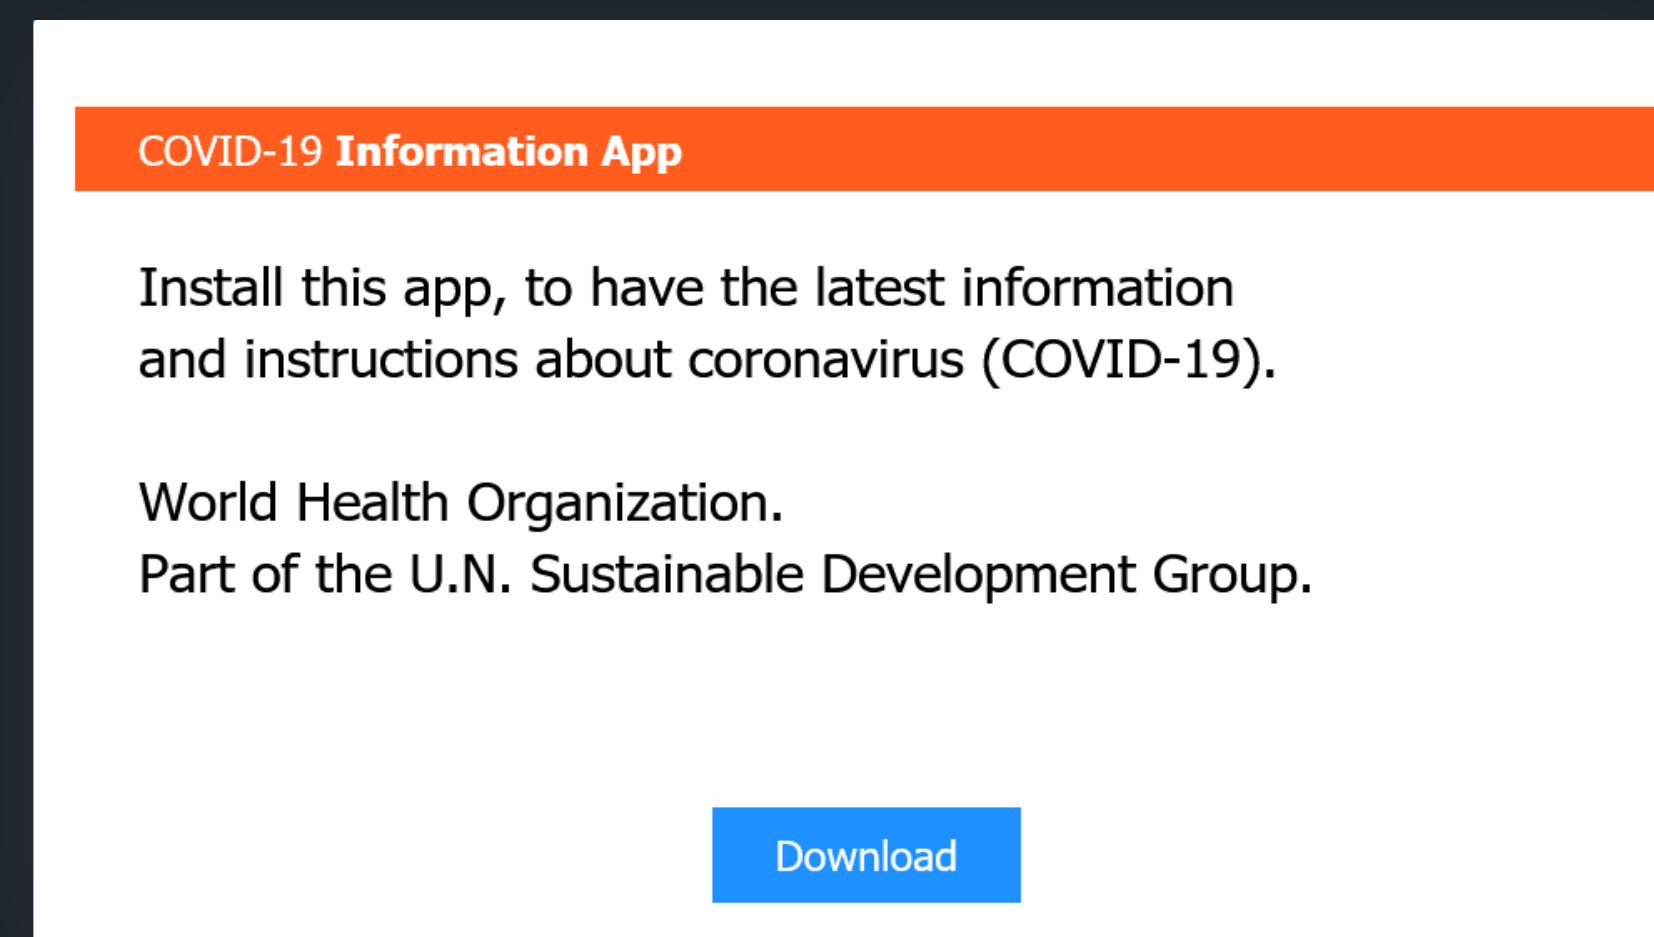 COVID-19 Information App
Install this app, to have the latest information
and instructions about coronavirus (COVID-19).
World Health Organization.
Part of the U.N. Sustainable Development Group.
Download